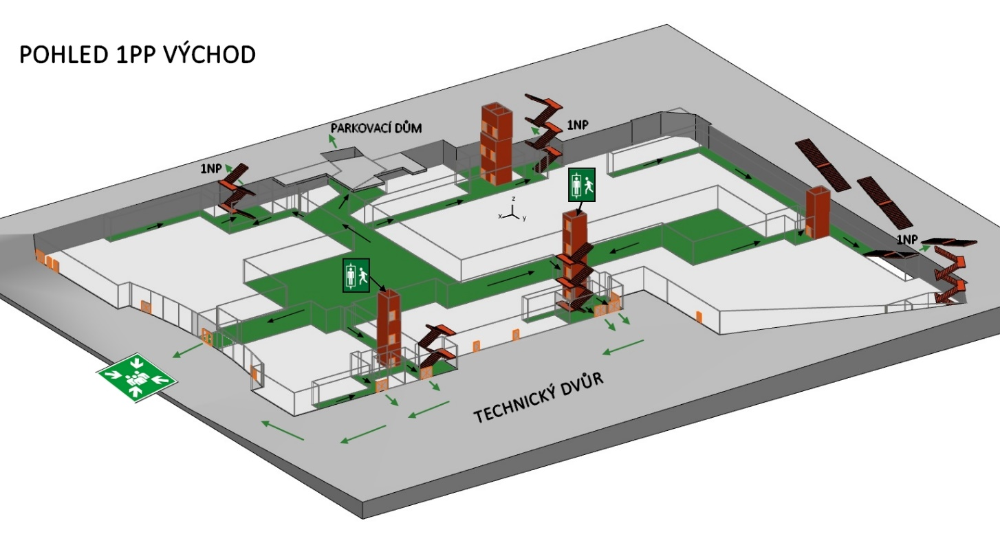 POHLED 1PP VÝCHOD
PARKOVACÍ DŮM
1NP
1NP
z
x
y
1NP
TECHNICKÝ DVŮR